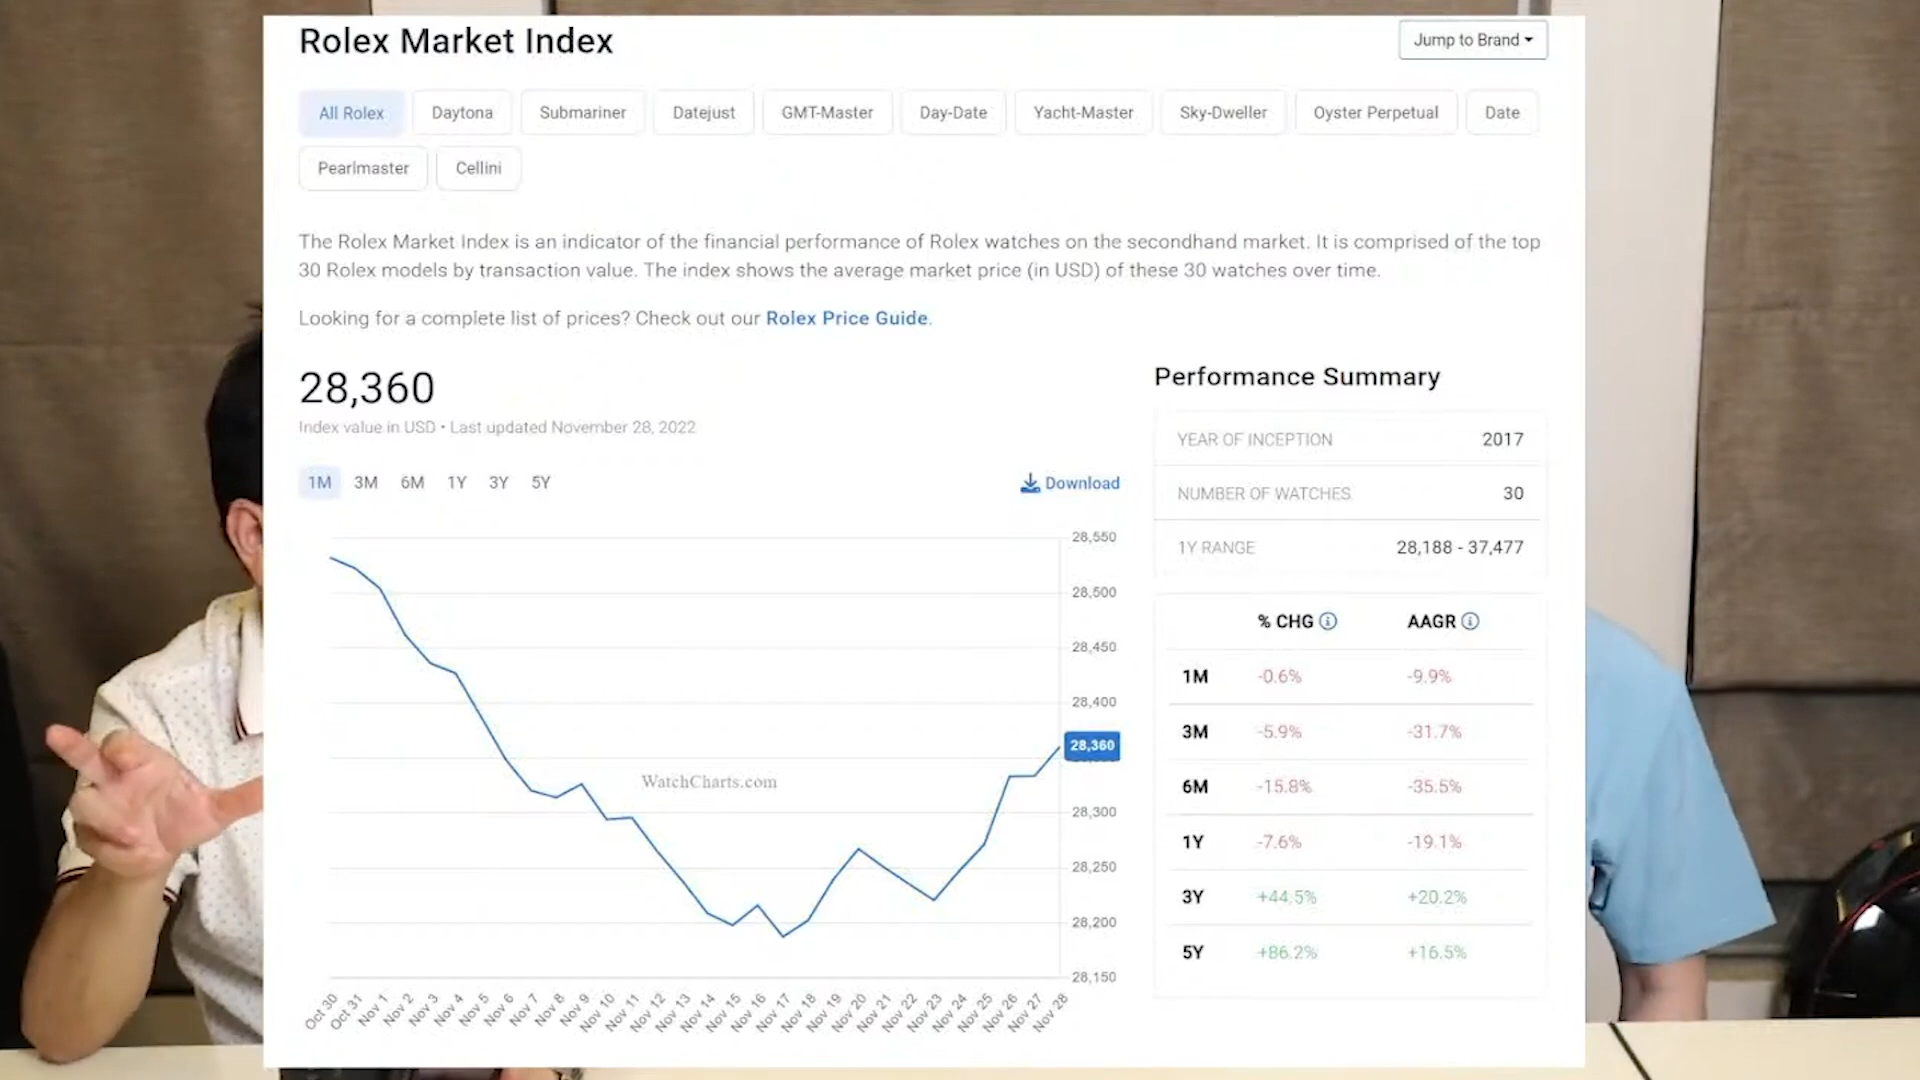 Rolex Market Index
Jump to Brand
All Rolex Daytona Submariner Datejust GMT-Master Day-Date Yacht-Master Sky-Dweller Oyster Perpetual Date
Pearlmaster Cellini
The Rolex Market Index is an indicator of the financial performance of Rolex watches on the secondhand market. It is comprised of the top
30 Rolex models by transaction value. The index shows the average market price (in USD) of these 30 watches over time.
Looking for a complete list of prices? Check out our Rolex Price Guide.
28,360
Index value in USD • Last updated November 28, 2022
1M 3M 6M 1Y 3Y 5Y
Download
28,550
28,500
28,450
28,400
28,360
28,300
28,250
28,200
28,150
WatchCharts.com
Oct 30 Oct 31 Nov 1 Nov 2 Nov 3 Nov 4 Nov 5 Nov 6 Nov 7 Nov 8 Nov 9 Nov 10 Nov 11 Nov 12 Nov 13 Nov 14 Nov 15 Nov 16 Nov 17 Nov 18 Nov 19 Nov 20 Nov 21 Nov 22 Nov 23 Nov 24 Nov 25 Nov 26 Nov 27 Nov 28
Performance Summary
YEAR OF INCEPTION 2017
NUMBER OF WATCHES 30
1Y RANGE 28,188 - 37,477
% CHG AAGR
1M -0.6% -9.9%
3M -5.9% -31.7%
6M -15.8% -35.5%
1Y -7.6% -19.1%
3Y +44.5% +20.2%
5Y +86.2% +16.5%